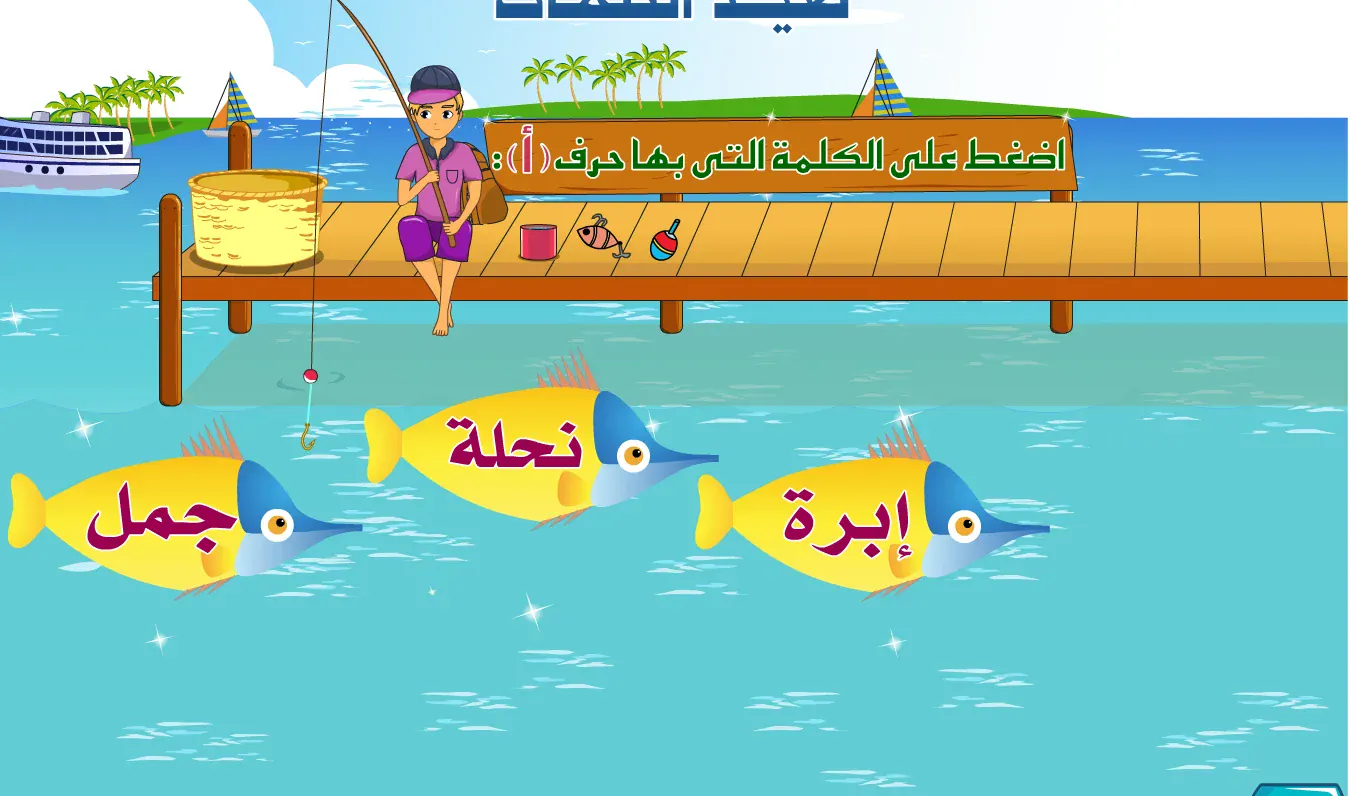 اضغط على الكلمة التى بها حرف (أ):
نحلة
إبرة
جمل